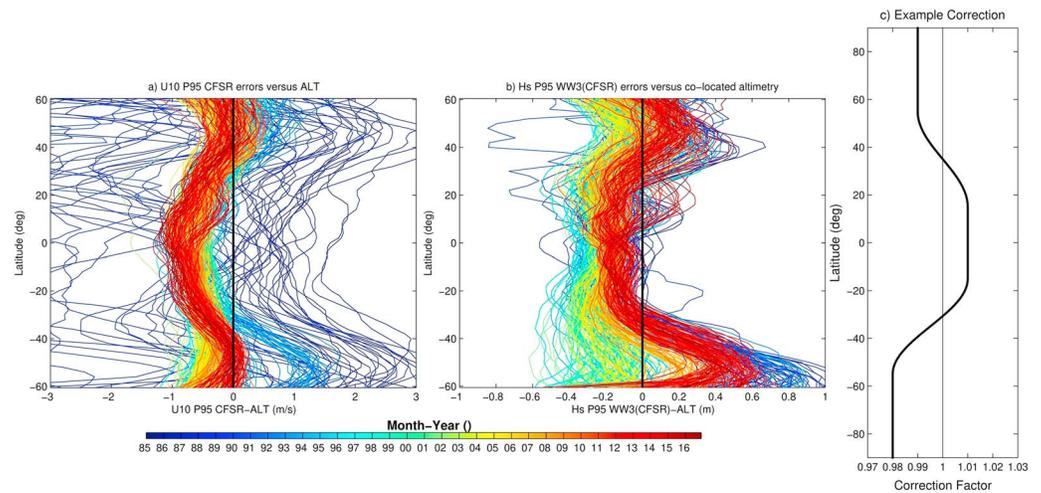 c) Example Correction
a) U10 P95 CFSR errors versus ALT
b) Hs P95 WW3(CFSR) errors versus co-located altimetry
60
40
20
0
−20
−40
−60
Latitude (deg)
−3 −2 −1 0 1 2 3
U10 P95 CFSR−ALT (m/s)
60
40
20
0
−20
−40
−60
Latitude (deg)
−1 −0.8 −0.6 −0.4 −0.2 0 0.2 0.4 0.6 0.8 1
Hs P95 WW3(CFSR)−ALT (m)
Month−Year ()
85 86 87 88 89 90 91 92 93 94 95 96 97 98 99 00 01 02 03 04 05 06 07 08 09 10 11 12 13 14 15 16
80
60
40
20
0
−20
−40
−60
−80
Latitude (deg)
0.97 0.98 0.99 1 1.01 1.02 1.03
Correction Factor